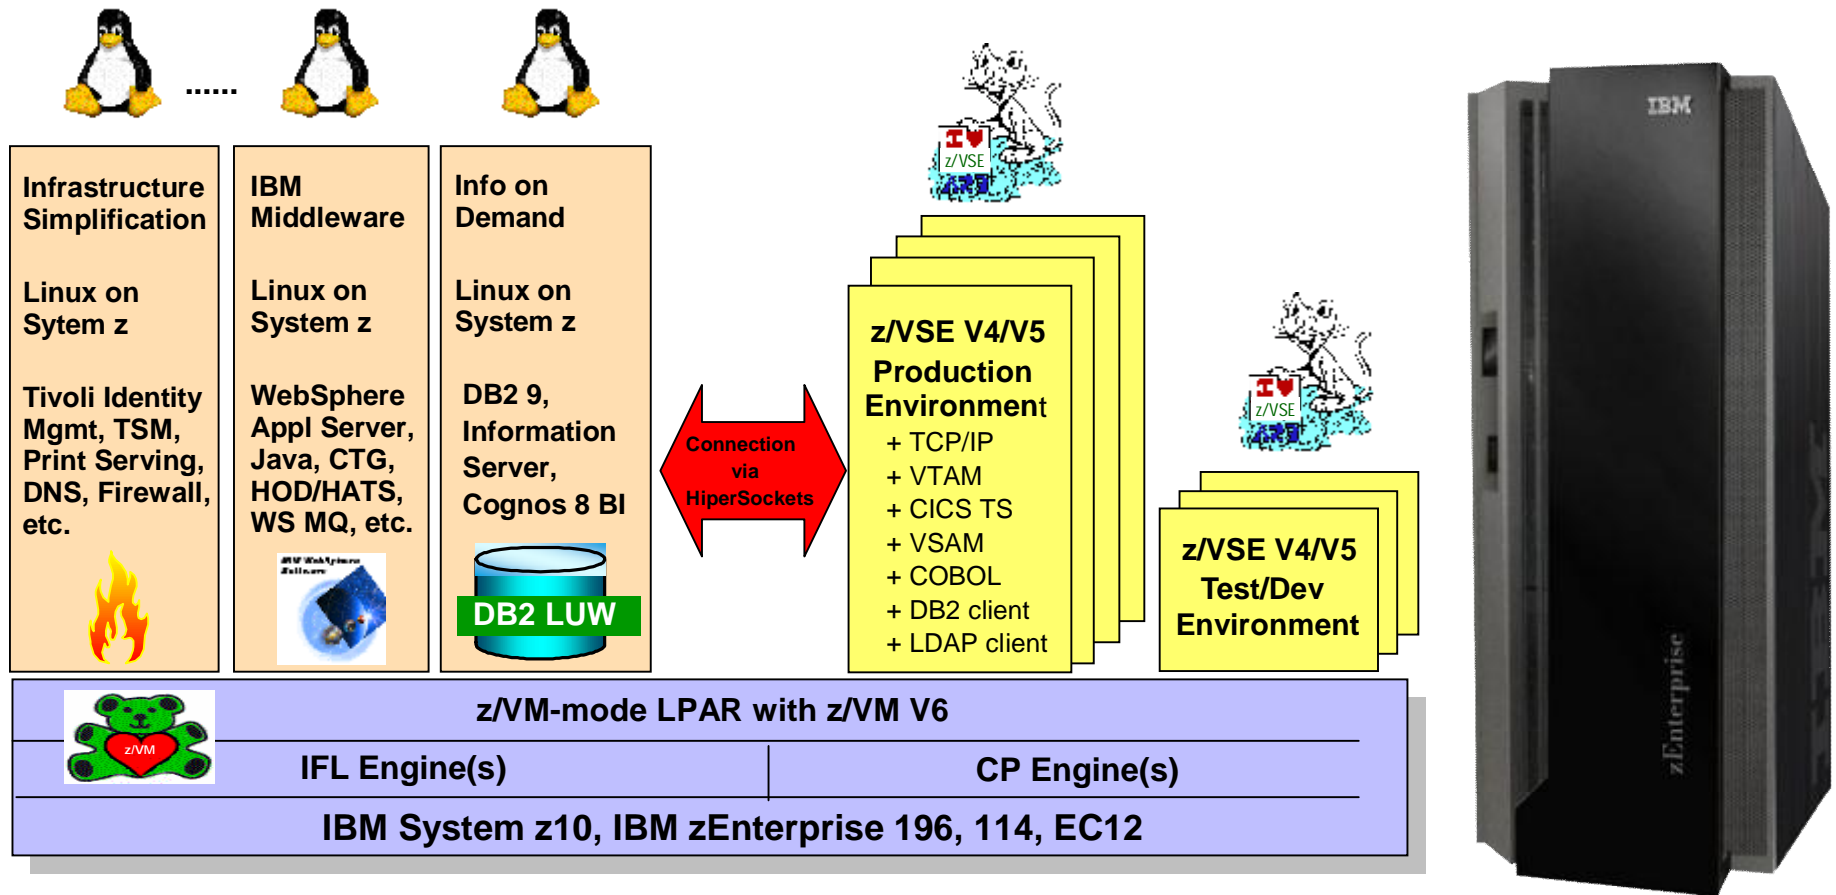 ......
Infrastructure
Simplification
Linux on
Sytem z
Tivoli Identity
Mgmt, TSM,
Print Serving,
DNS, Firewall,
etc.
IBM
Middleware
Linux on
System z
WebSphere
Appl Server,
Java, CTG,
HOD/HATS,
WS MQ, etc.
IBM WebSphere
Software
Info on
Demand
Linux on
System z
DB2 9,
Information
Server,
Cognos 8 BI
DB2 LUW
Connection
via
HiperSockets
I ♥
z/VSE
z/VSE V4/V5
Production
Environment
+ TCP/IP
+ VTAM
+ CICS TS
+ VSAM
+ COBOL
+ DB2 client
+ LDAP client
I ♥
z/VSE
z/VSE V4/V5
Test/Dev
Environment
z/VM
z/VM-mode LPAR with z/VM V6
IFL Engine(s)
CP Engine(s)
IBM System z10, IBM zEnterprise 196, 114, EC12
IBM
zEnterprise